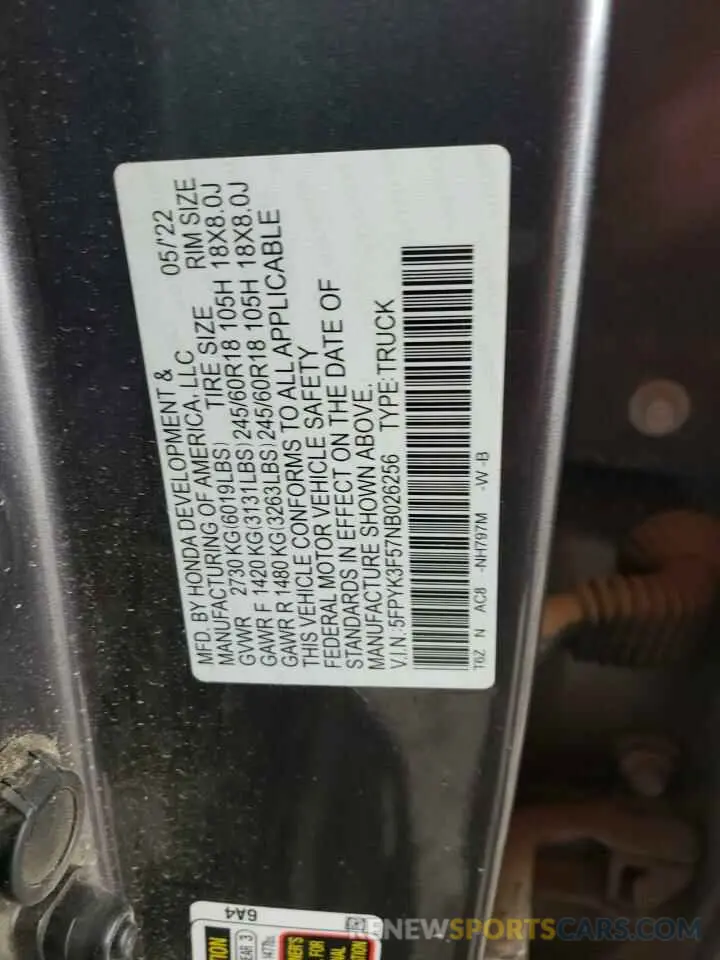 MFD. BY HONDA DEVELOPMENT &
MANUFACTURING OF AMERICA, LLC 05/'22
GVWR 2730 KG(6019LBS) TIRE SIZE RIM SIZE
GAWR F 1420 KG(3131LBS) 245/60R18 105H 18X8.0J
GAWR R 1480 KG(3263LBS) 245/60R18 105H 18X8.0J
THIS VEHICLE CONFORMS TO ALL APPLICABLE
FEDERAL MOTOR VEHICLE SAFETY
STANDARDS IN EFFECT ON THE DATE OF
MANUFACTURE SHOWN ABOVE.
V.I.N.:5FPYK3F57NB026256 TYPE:TRUCK
T6Z N AC8 -NH797M -W -B
6A4
RENEWSPORTSCARS.COM